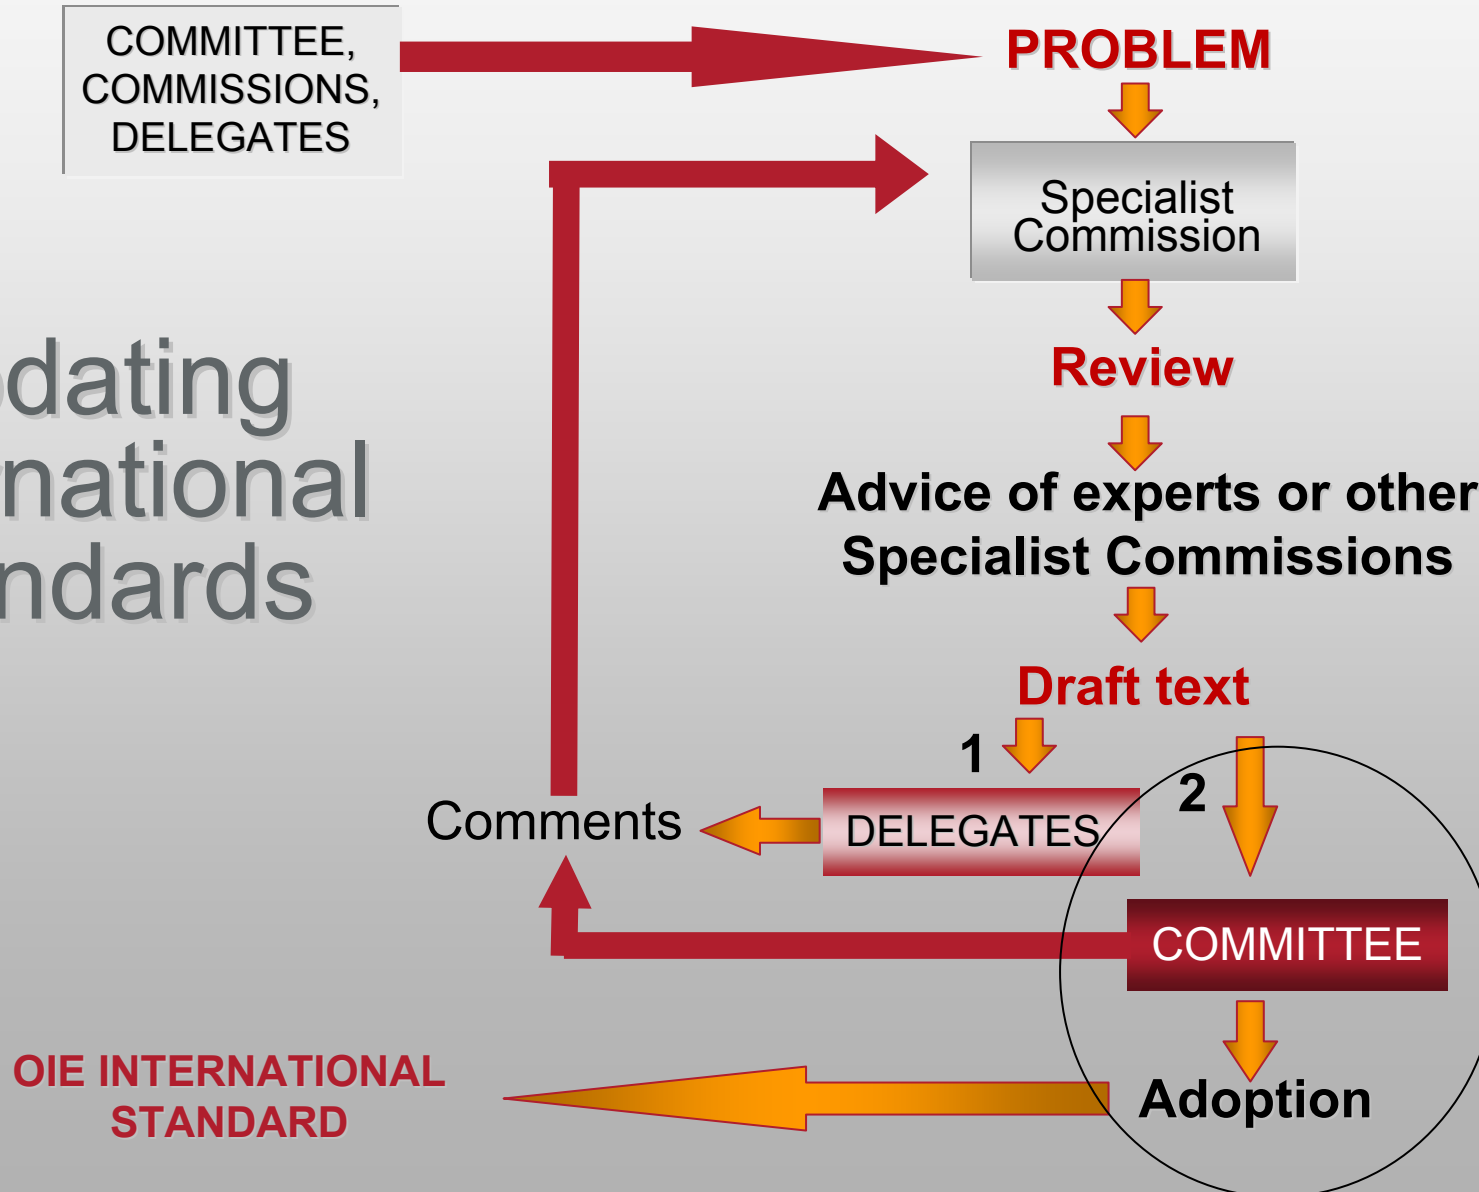 COMMITTEE,
COMMISSIONS,
DELEGATES
PROBLEM
Specialist
Commission
Review
dating
national
ndards
Advice of experts or other
Specialist Commissions
Draft text
1
2
Comments
DELEGATES
COMMITTEE
OIE INTERNATIONAL
STANDARD
Adoption